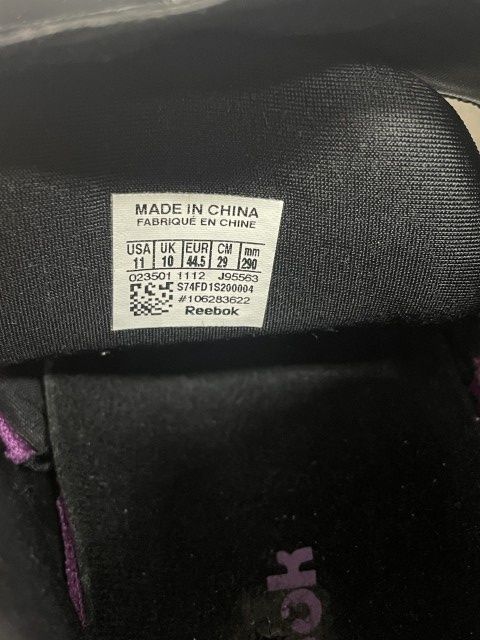 MADE IN CHINA
FABRIQUÉ EN CHINE
USA UK EUR CM mm
11 10 44.5 29 290
023501 1112 J95563
S74FD1S200004
#106283622
Reebok
ok